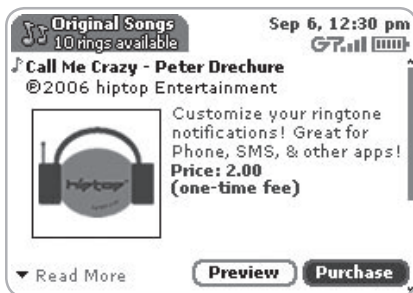 Original Songs
10 rings available
Sep 6, 12:30 pm
G
Call Me Crazy - Peter Drechure
℗2006 hiptop Entertainment
hiptop
Customize your ringtone
notifications! Great for
Phone, SMS, & other apps!
Price: 2.00
(one-time fee)
Read More
Preview
Purchase